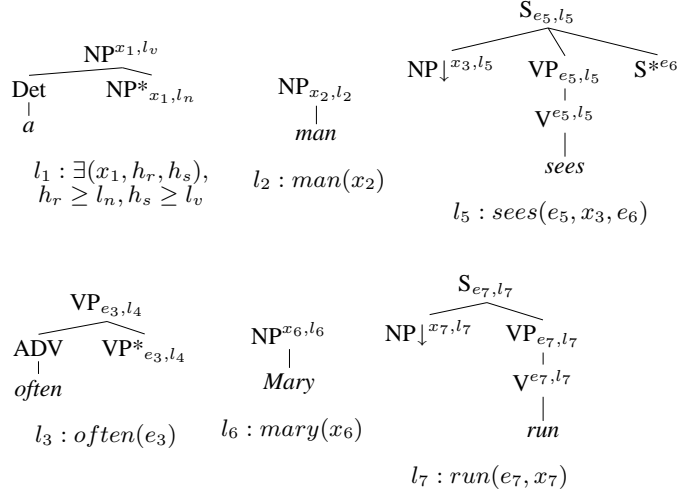 S_{e_5,l_5}
NP^{x_1,l_v}
NP↓^{x_3,l_5} VP_{e_5,l_5} S*^{e_6}
Det NP*_{x_1,l_n}
NP_{x_2,l_2}
V^{e_5,l_5}
a
man
sees
l_1 : ∃(x_1, h_r, h_s),
h_r ≥ l_n, h_s ≥ l_v
l_2 : man(x_2)
l_5 : sees(e_5, x_3, e_6)
S_{e_7,l_7}
VP_{e_3,l_4}
NP↓^{x_7,l_7} VP_{e_7,l_7}
ADV VP*_{e_3,l_4}
NP^{x_6,l_6}
V^{e_7,l_7}
often
Mary
run
l_3 : often(e_3)
l_6 : mary(x_6)
l_7 : run(e_7, x_7)